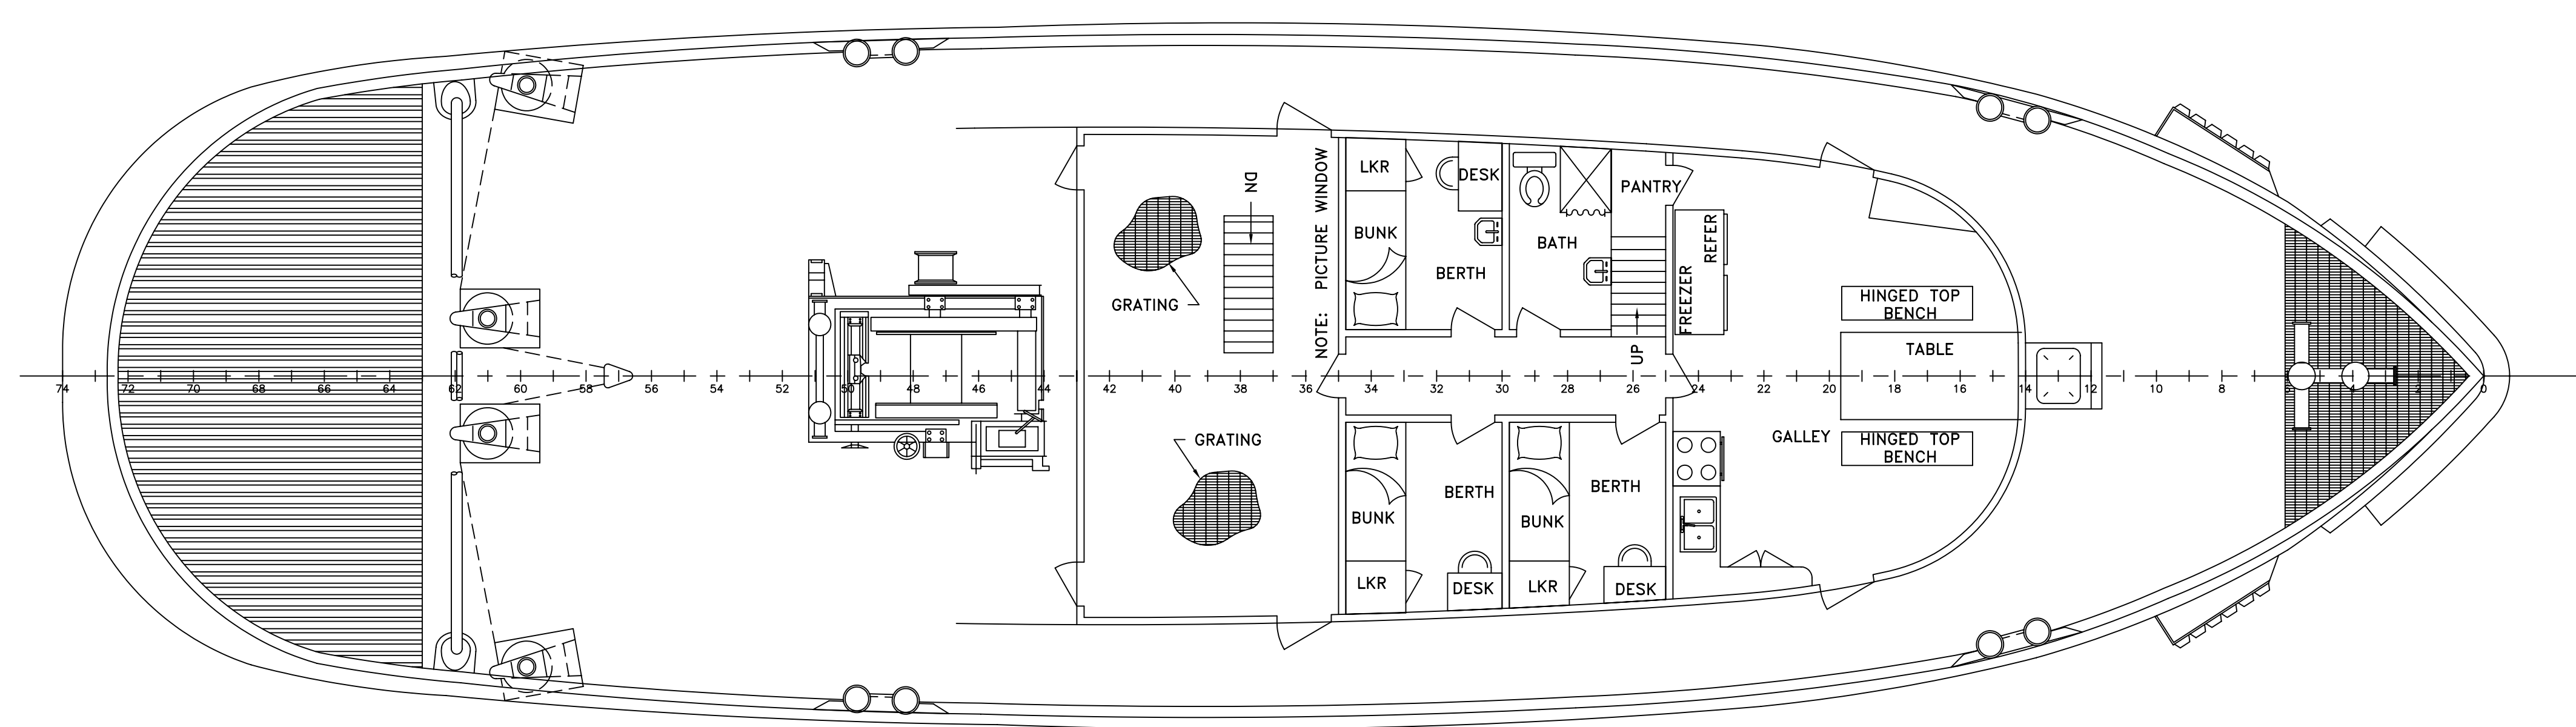 LKR
DESK
PANTRY
DN
NOTE: PICTURE WINDOW
BUNK
BATH
REFER
BERTH
FREEZER
GRATING
HINGED TOP
BENCH
UP
TABLE
74
72
70
68
66
64
62
60
58
56
54
52
50
48
46
44
42
40
38
36
34
32
30
28
26
24
22
20
18
16
14
12
10
8
6
4
2
0
GRATING
GALLEY
HINGED TOP
BENCH
BERTH
BERTH
BUNK
BUNK
LKR
DESK
LKR
DESK